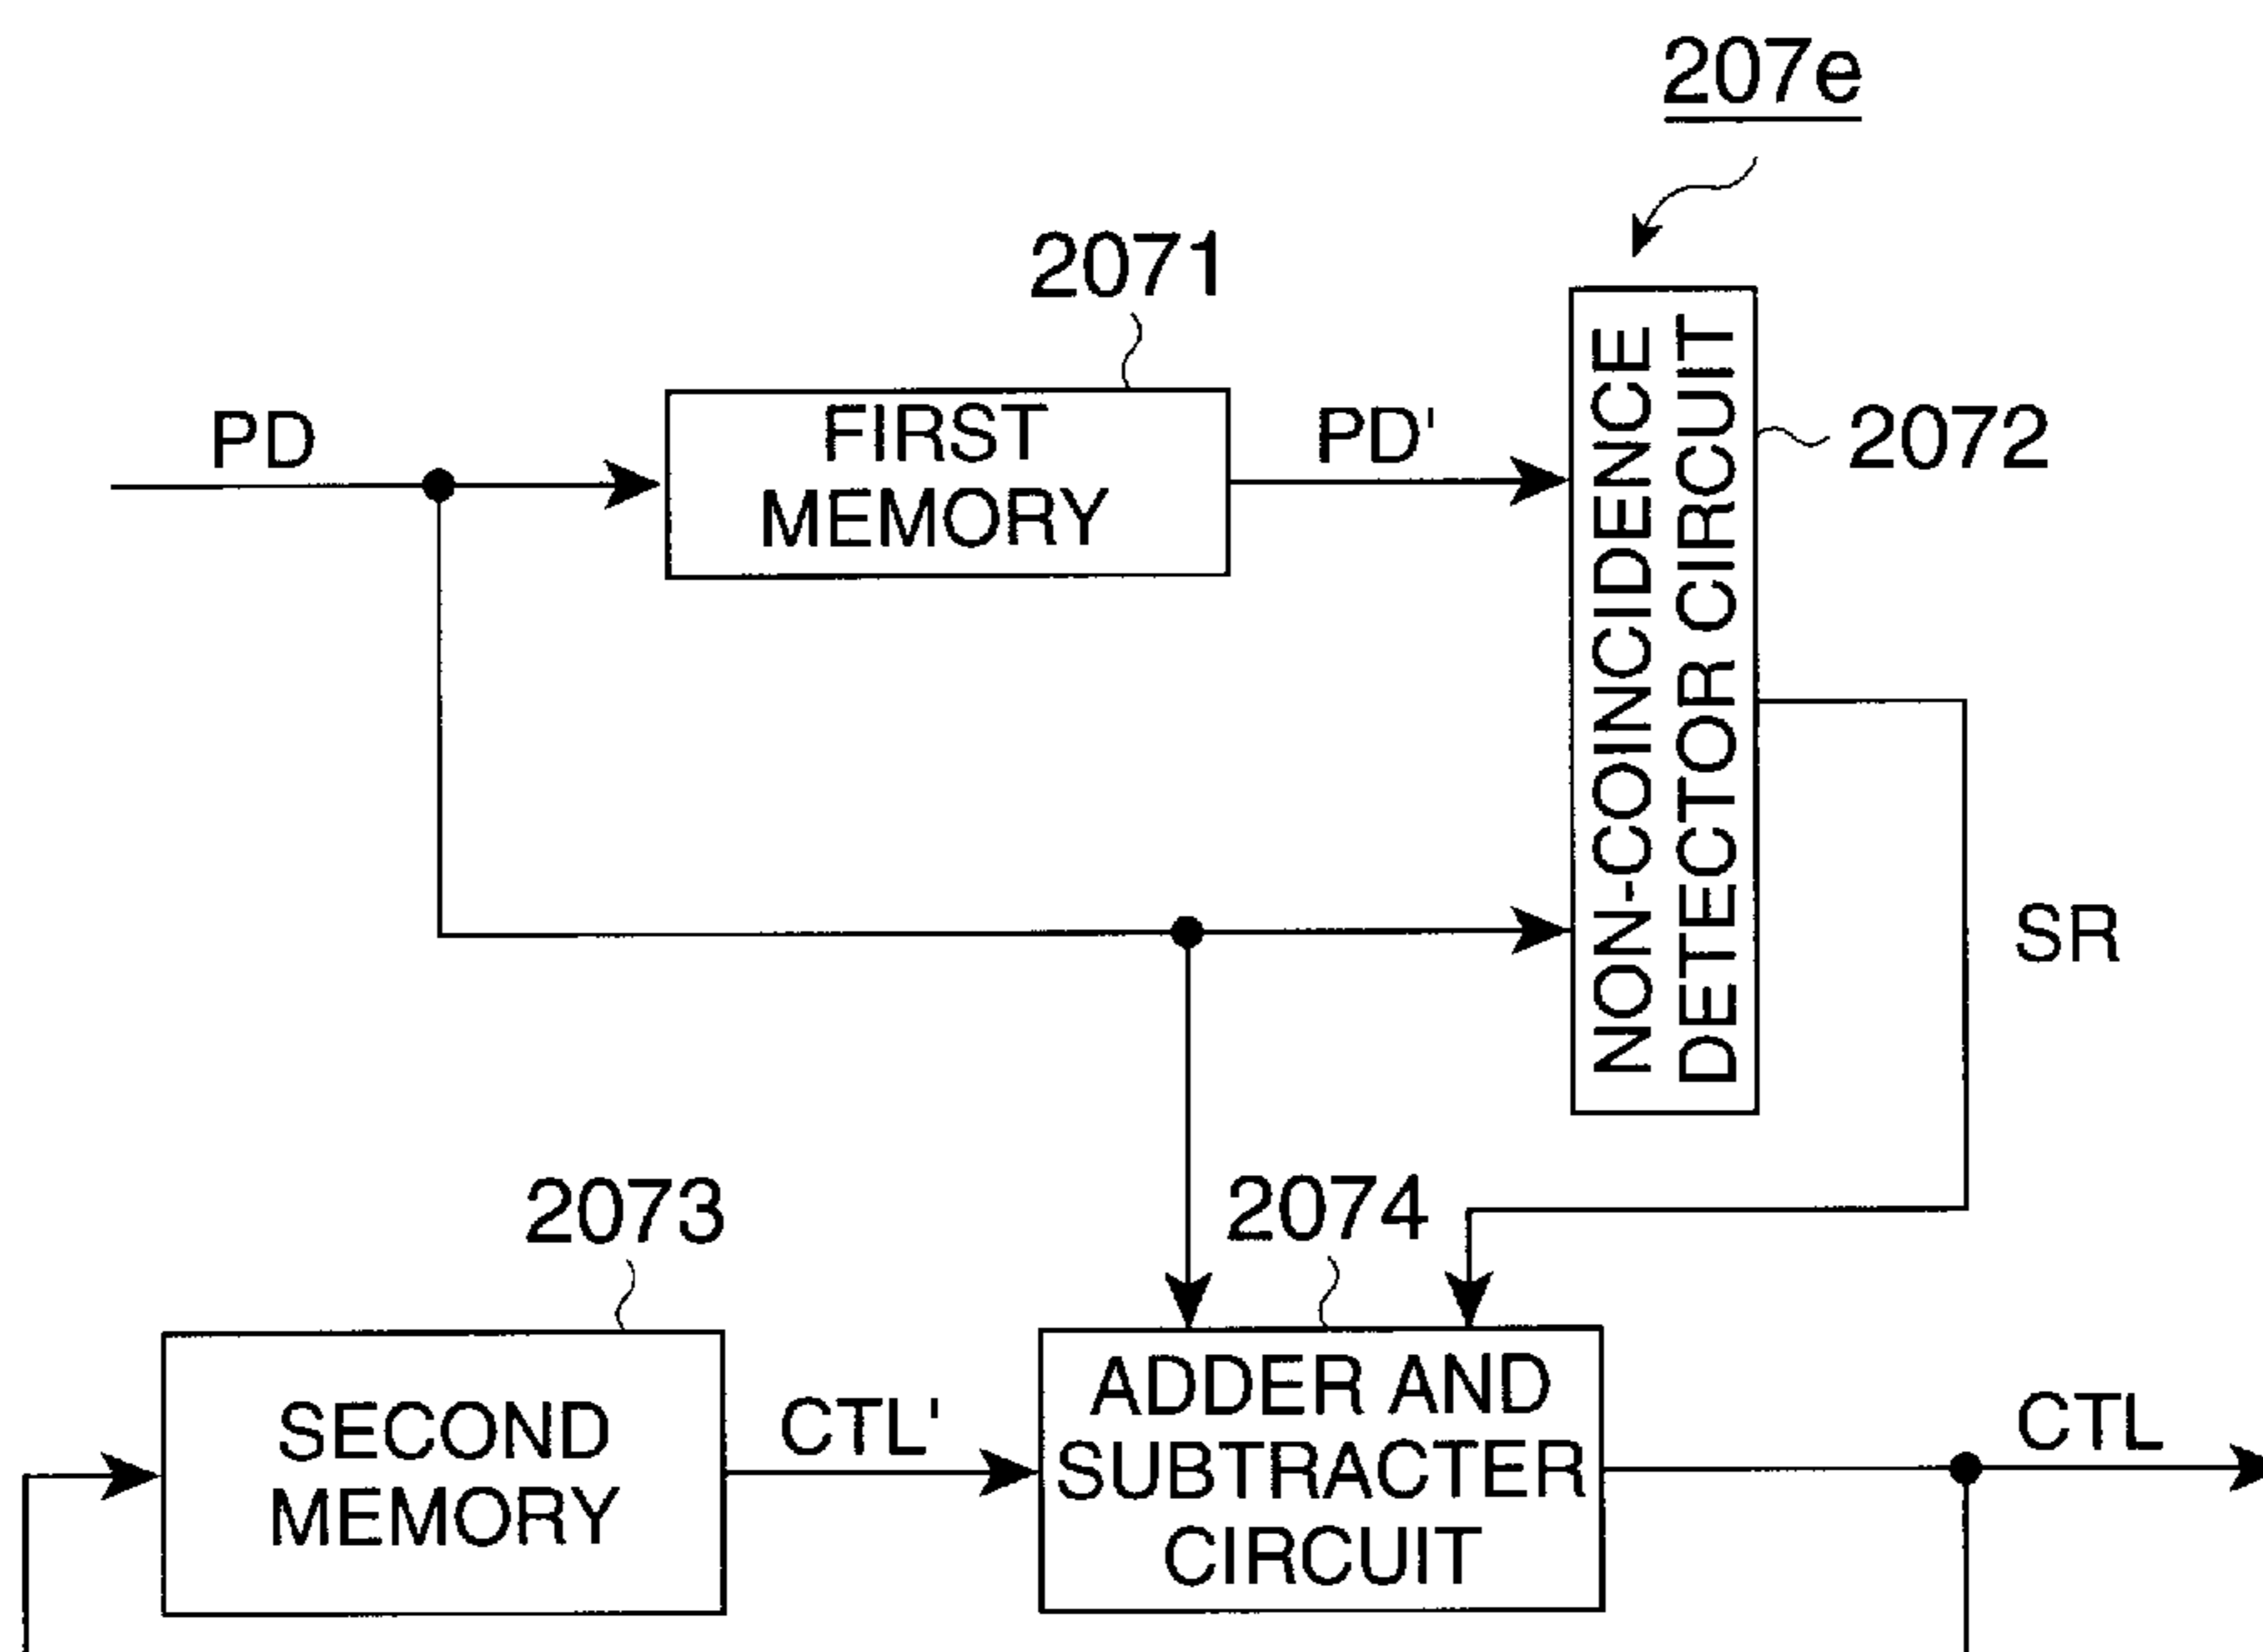 207e
2071
PD
FIRST
MEMORY
PD'
NON-COINCIDENCE
DETECTOR CIRCUIT
2072
SR
2073
2074
SECOND
MEMORY
CTL'
ADDER AND
SUBTRACTER
CIRCUIT
CTL